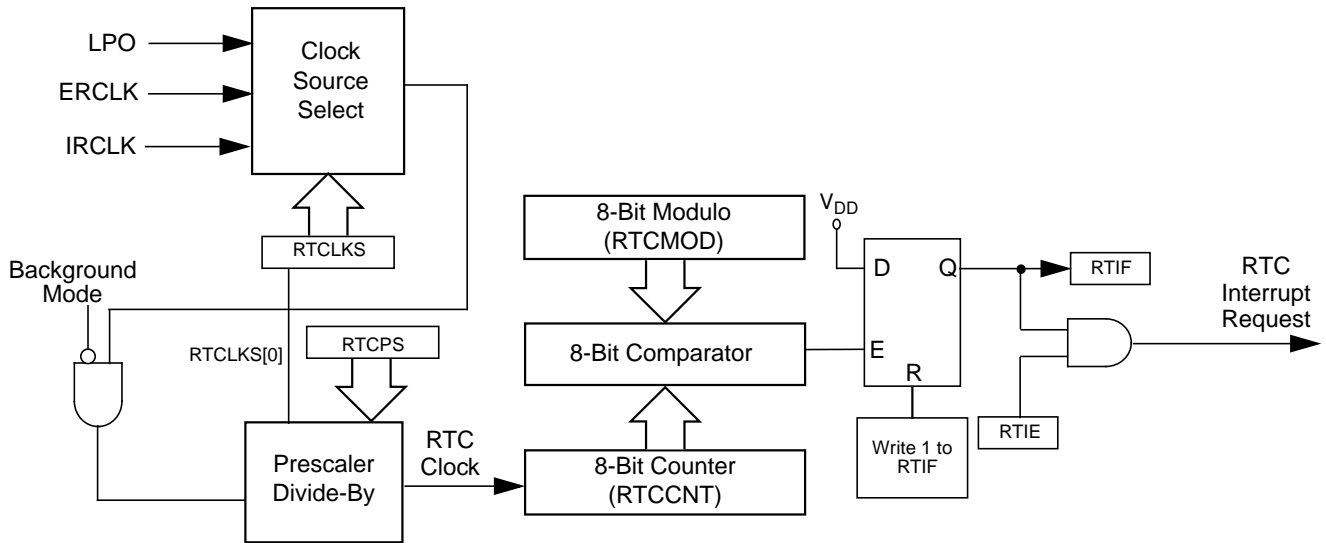 LPO
ERCLK
IRCLK
Clock
Source
Select
RTCLKS
Background
Mode
RTCLKS[0]
RTCPS
Prescaler
Divide-By
RTC
Clock
8-Bit Modulo
(RTCMOD)
8-Bit Comparator
8-Bit Counter
(RTCCNT)
VDD
D
Q
E
R
Write 1 to
RTIF
RTIF
RTIE
RTC
Interrupt
Request